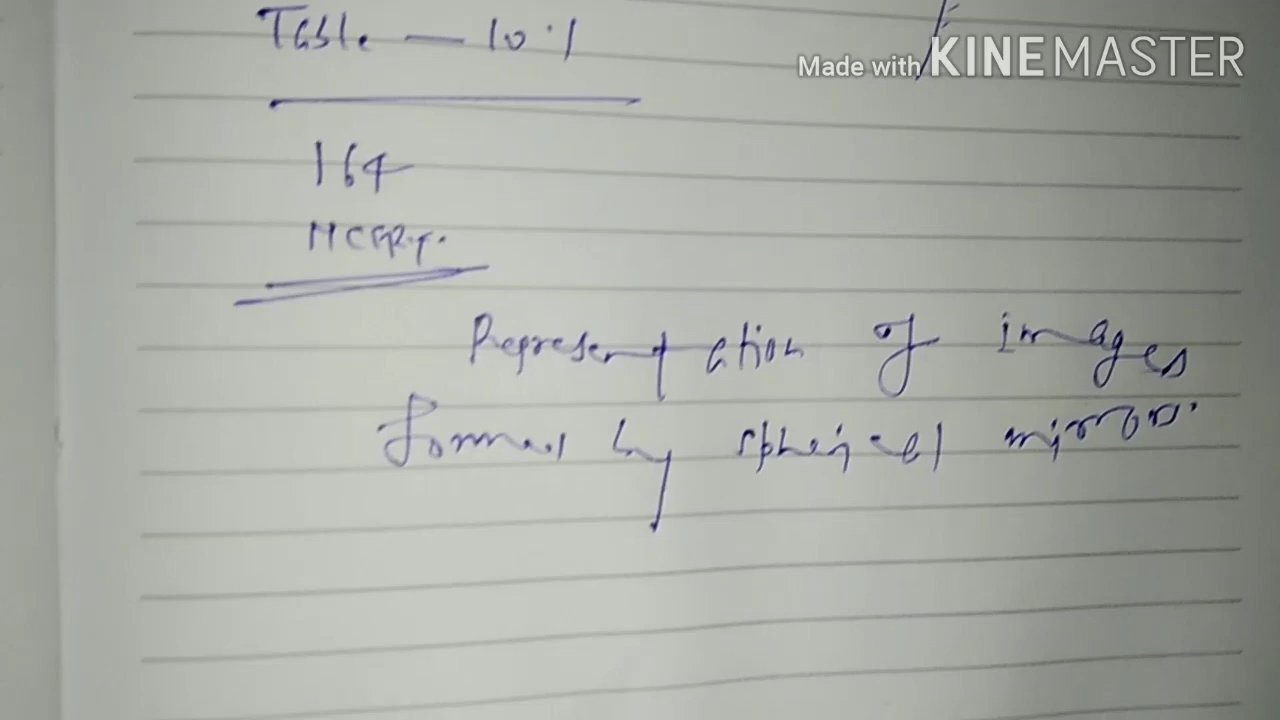 Table — 10.1
Made with KINEMASTER
164
NCERT.
Representation of images
formed by spherical mirrors.